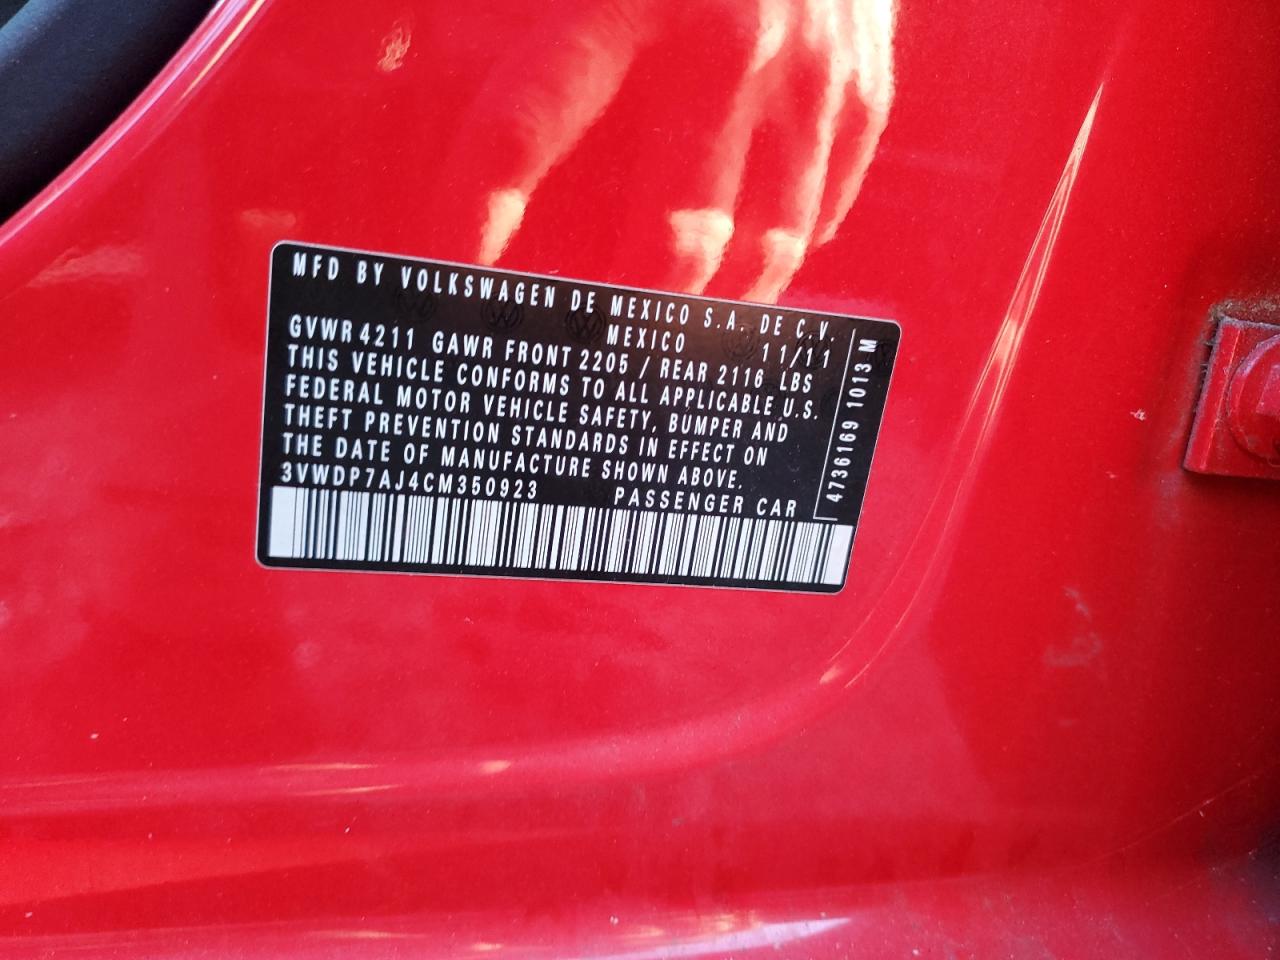 MFD BY VOLKSWAGEN DE MEXICO S.A. DE C.V.
MEXICO 11/11
GVWR 4211 GAWR FRONT 2205 / REAR 2116 LBS
THIS VEHICLE CONFORMS TO ALL APPLICABLE U.S.
FEDERAL MOTOR VEHICLE SAFETY, BUMPER AND
THEFT PREVENTION STANDARDS IN EFFECT ON
THE DATE OF MANUFACTURE SHOWN ABOVE.
3VWDP7AJ4CM350923 PASSENGER CAR
4736169 1013 M